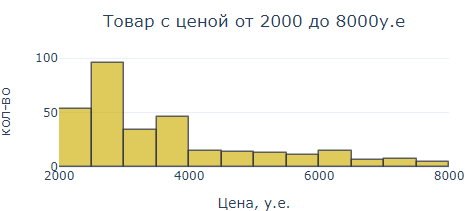 Товар с ценой от 2000 до 8000у.е
кол-во
100
50
0
2000 4000 6000 8000
Цена, у.е.